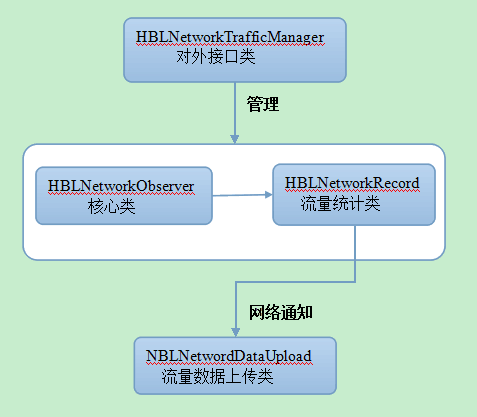 HBLNetworkTrafficManager
对外接口类
管理
HBLNetworkObserver
核心类
HBLNetworkRecord
流量统计类
网络通知
NBLNetwordDataUpload
流量数据上传类